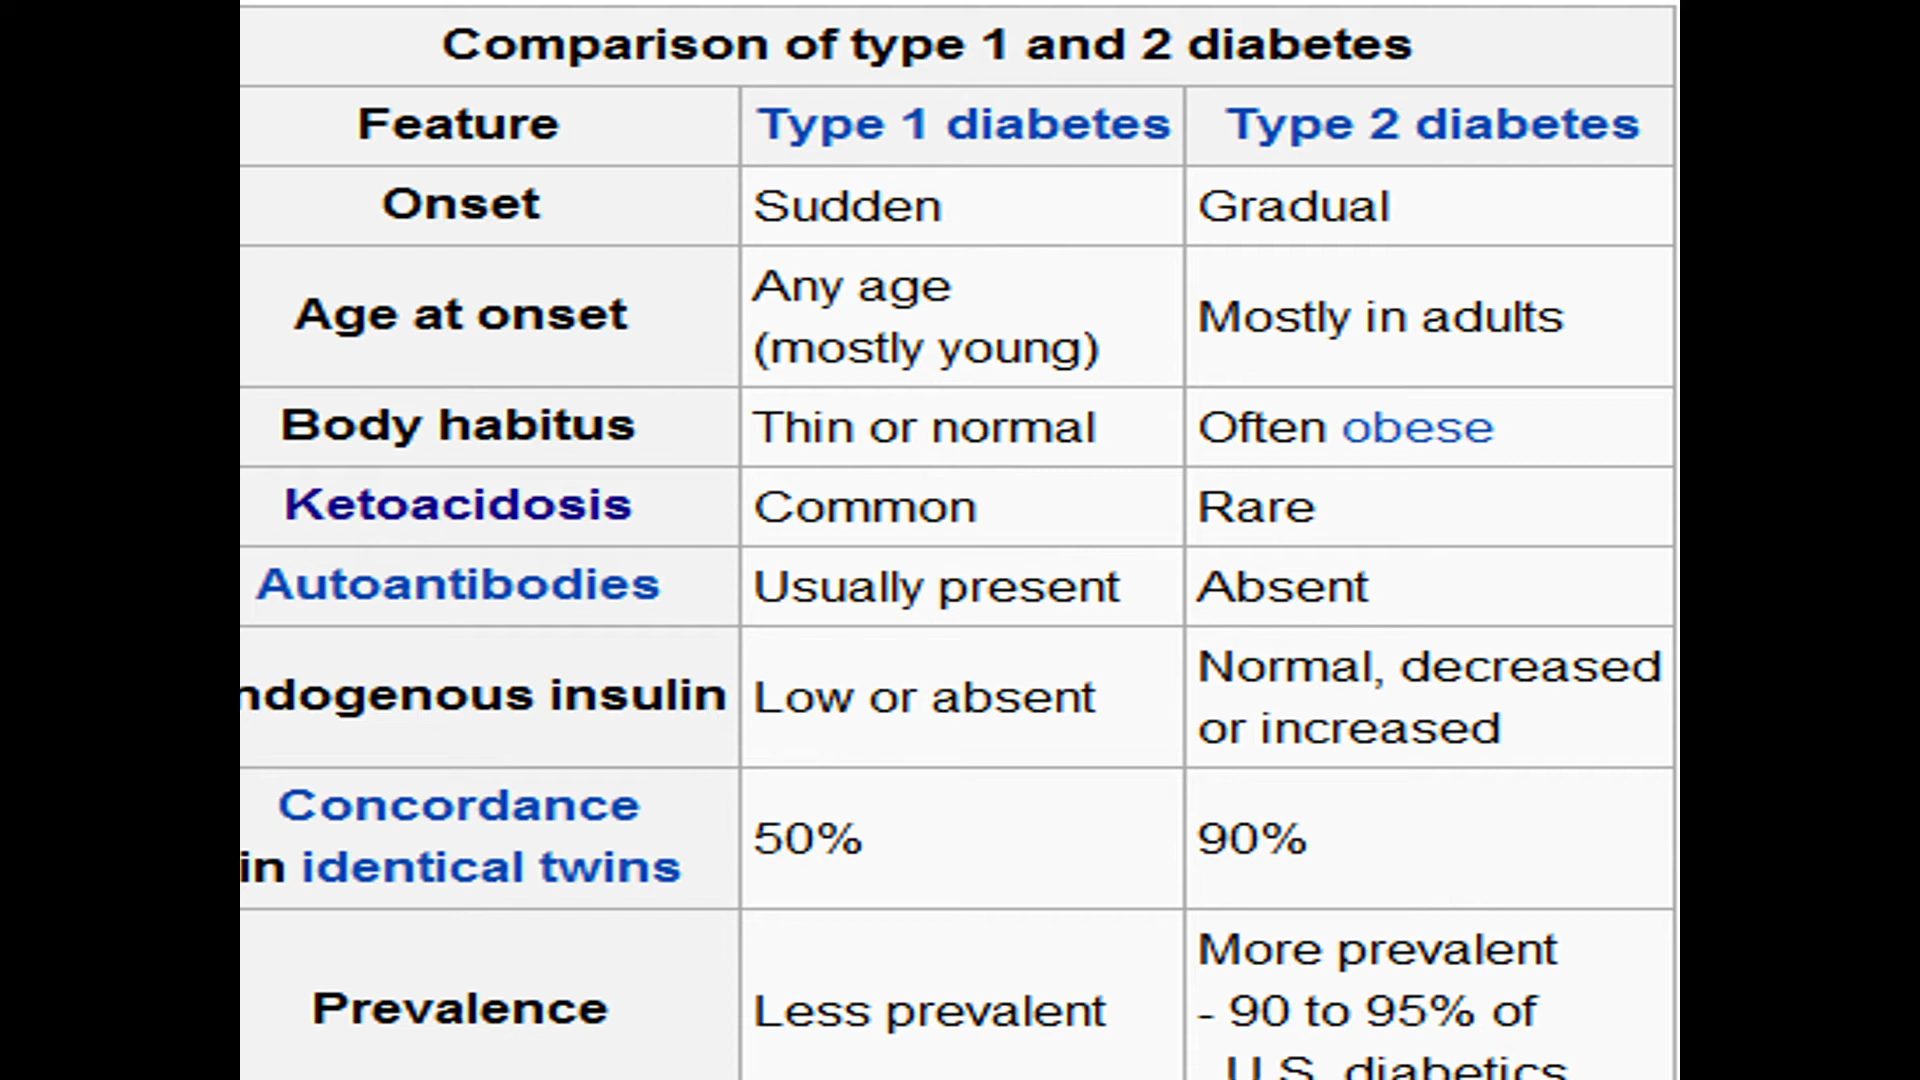 Comparison of type 1 and 2 diabetes
Feature Type 1 diabetes Type 2 diabetes
Onset Sudden Gradual
Age at onset
Any age
(mostly young)
Mostly in adults
Body habitus Thin or normal Often obese
Ketoacidosis Common Rare
Autoantibodies Usually present Absent
ndogenous insulin
Low or absent
Normal, decreased
or increased
Concordance
in identical twins
50%
90%
Prevalence
Less prevalent
More prevalent
- 90 to 95% of
U.S. diabetics